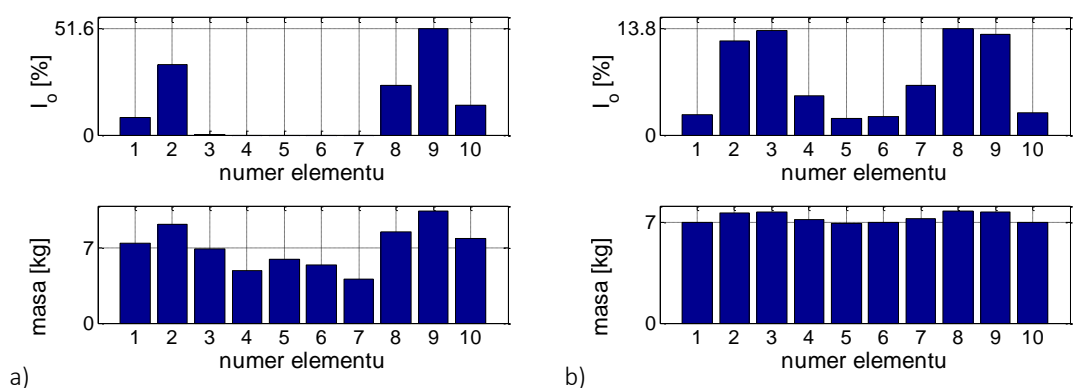 51.6
I_o [%]
0
1 2 3 4 5 6 7 8 9 10
numer elementu
7
masa [kg]
0
1 2 3 4 5 6 7 8 9 10
numer elementu
a)
13.8
I_o [%]
0
1 2 3 4 5 6 7 8 9 10
numer elementu
7
masa [kg]
0
1 2 3 4 5 6 7 8 9 10
numer elementu
b)